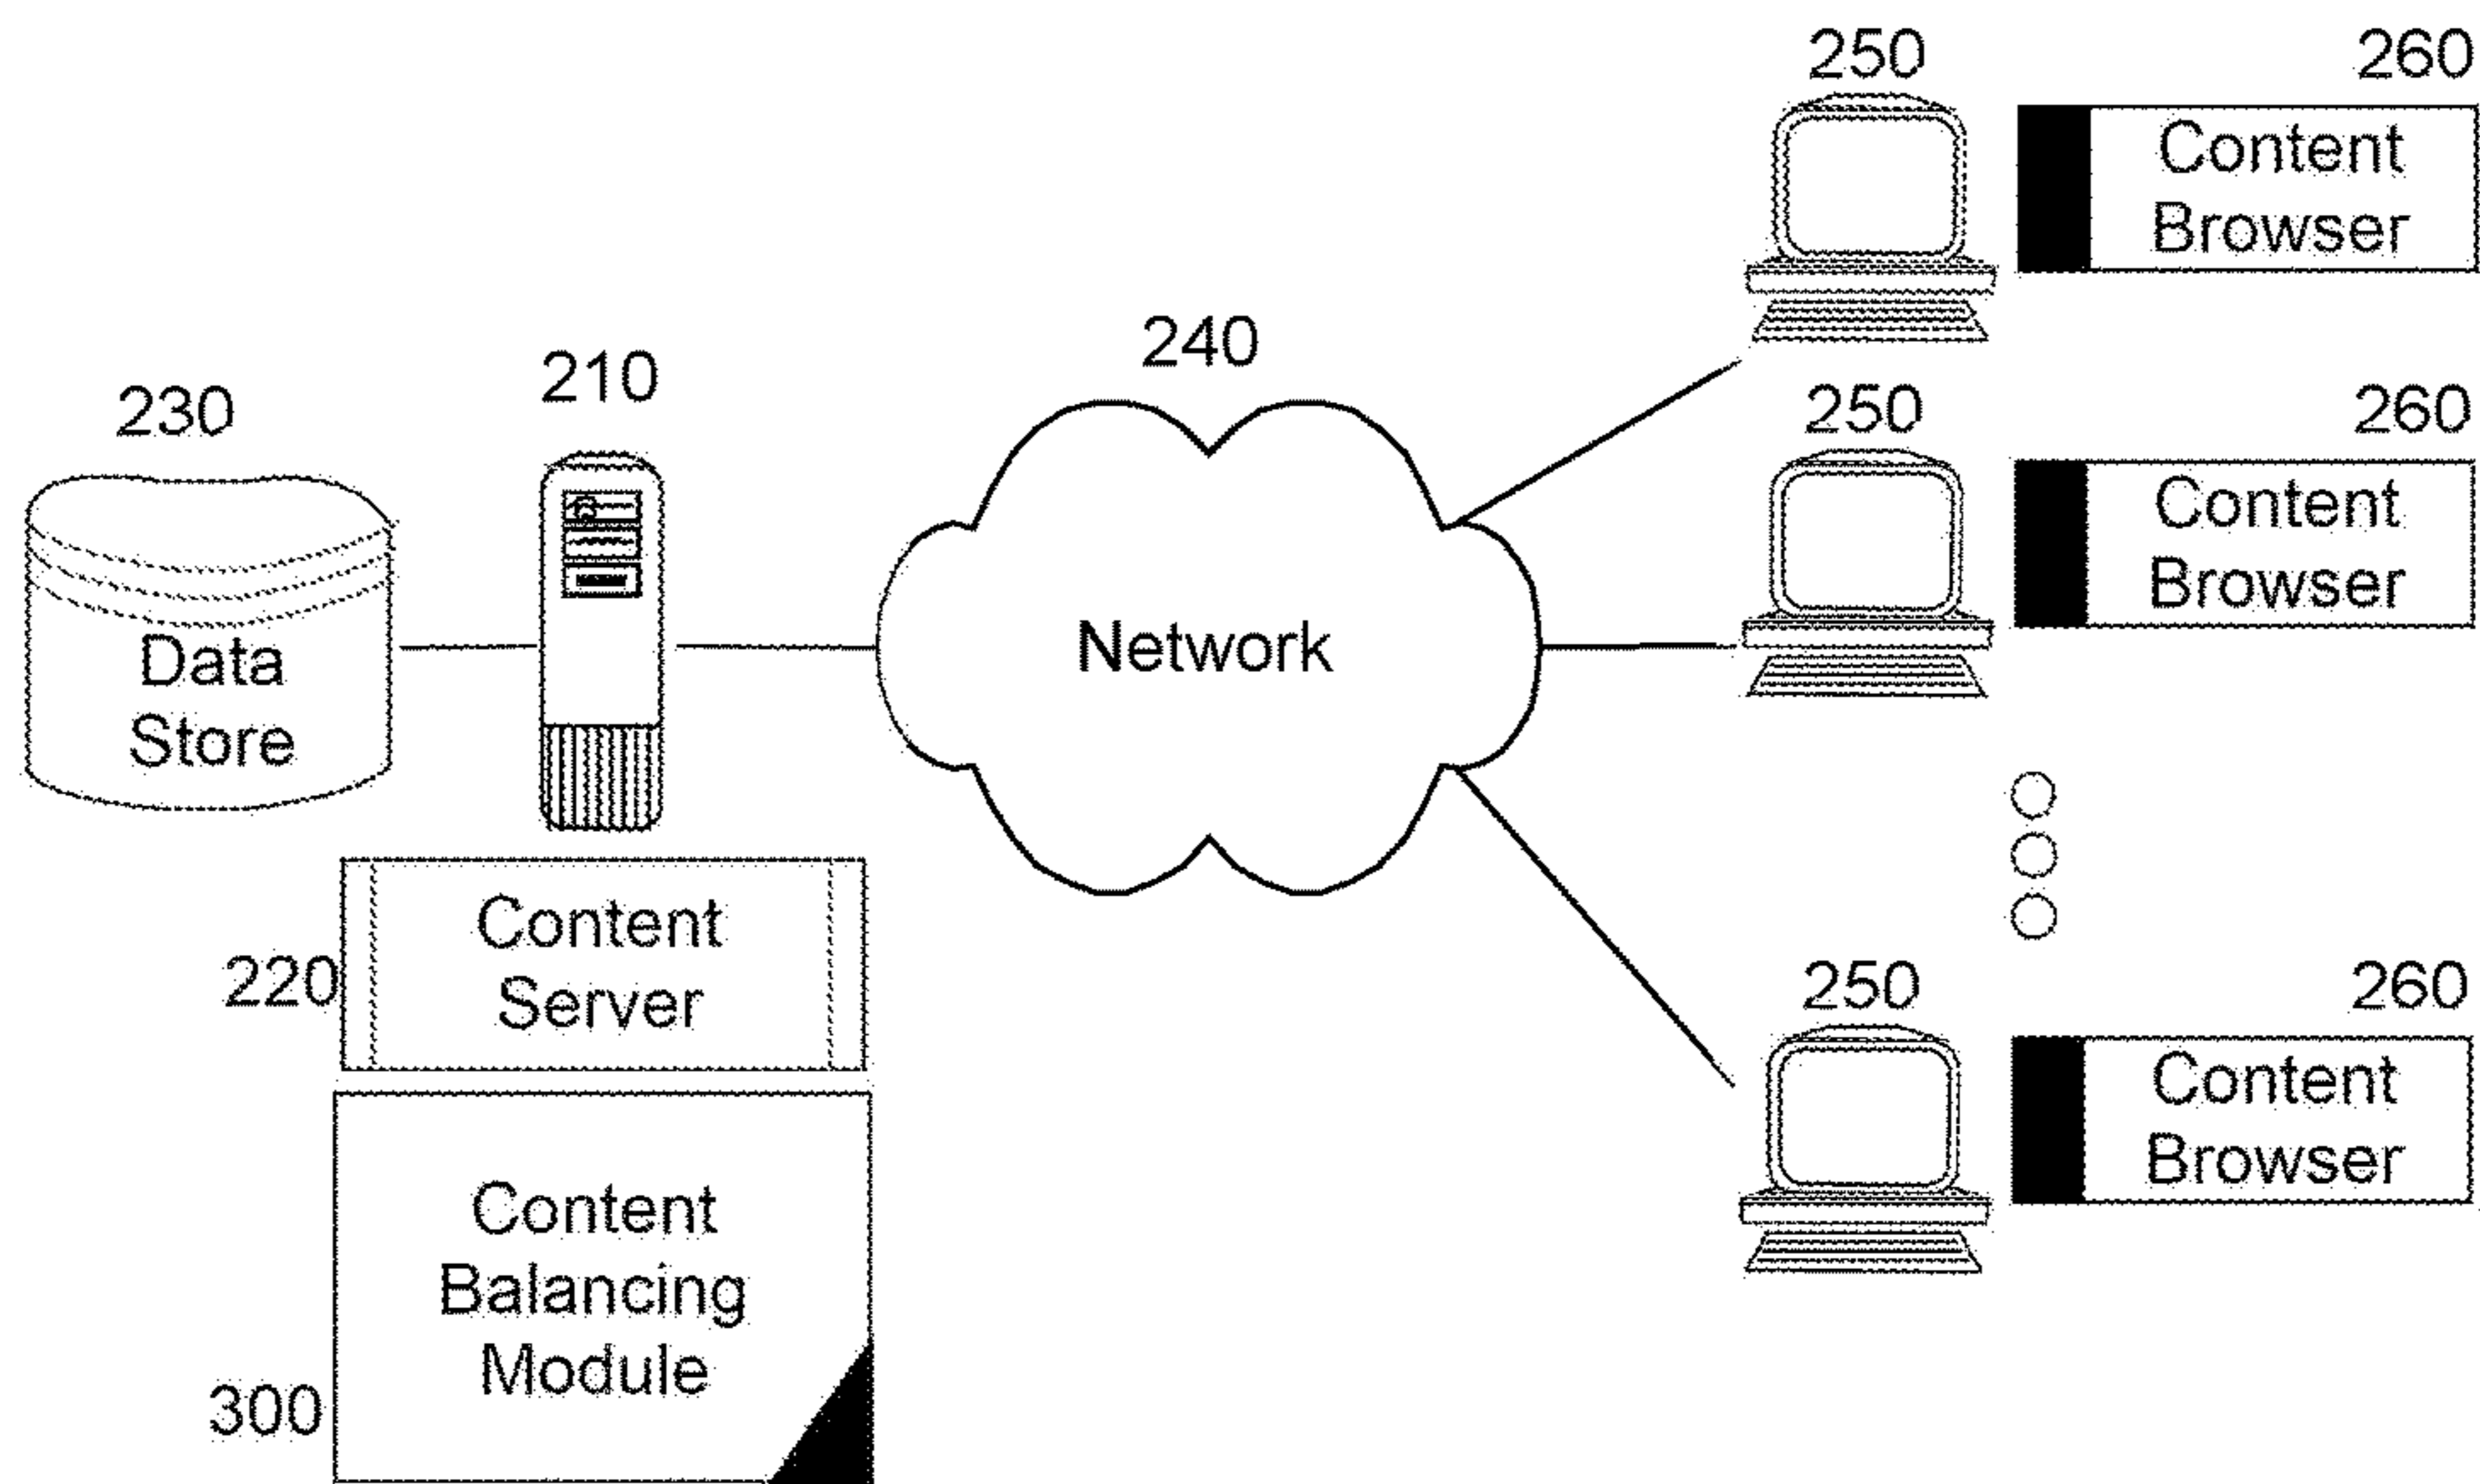 250
260
Content
Browser
240
210
230
250
260
Content
Browser
Network
Data
Store
Content
Server
220
250
260
Content
Browser
Content
Balancing
Module
300